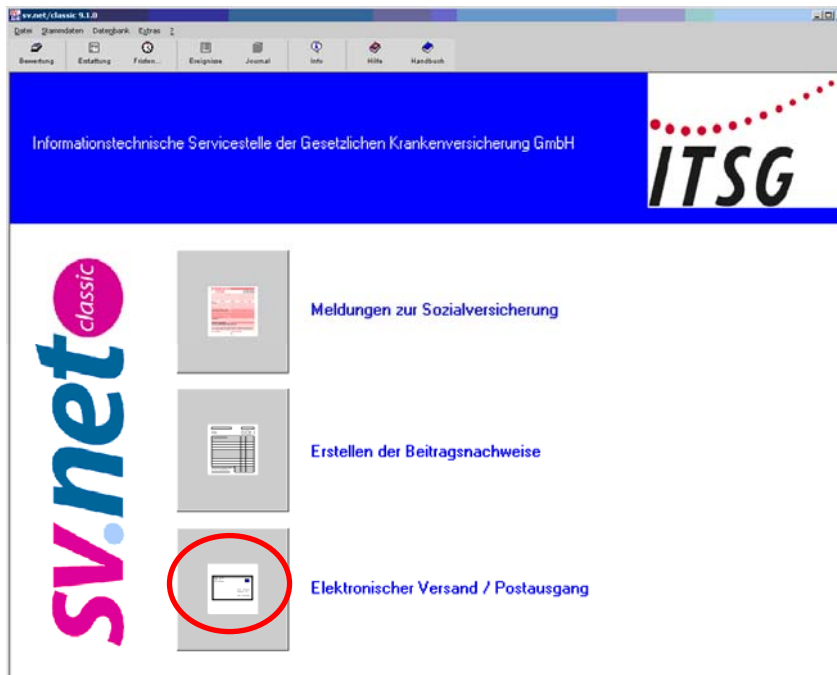 sv.net/classic 9.1.0
Datei Stammdaten Datenbank Extras ?
Bewertung Erstattung Fristen... Ereignisse Journal Info Hilfe Handbuch
Informationstechnische Servicestelle der Gesetzlichen Krankenversicherung GmbH
ITSG
sv.net classic
Meldungen zur Sozialversicherung
Erstellen der Beitragsnachweise
Elektronischer Versand / Postausgang